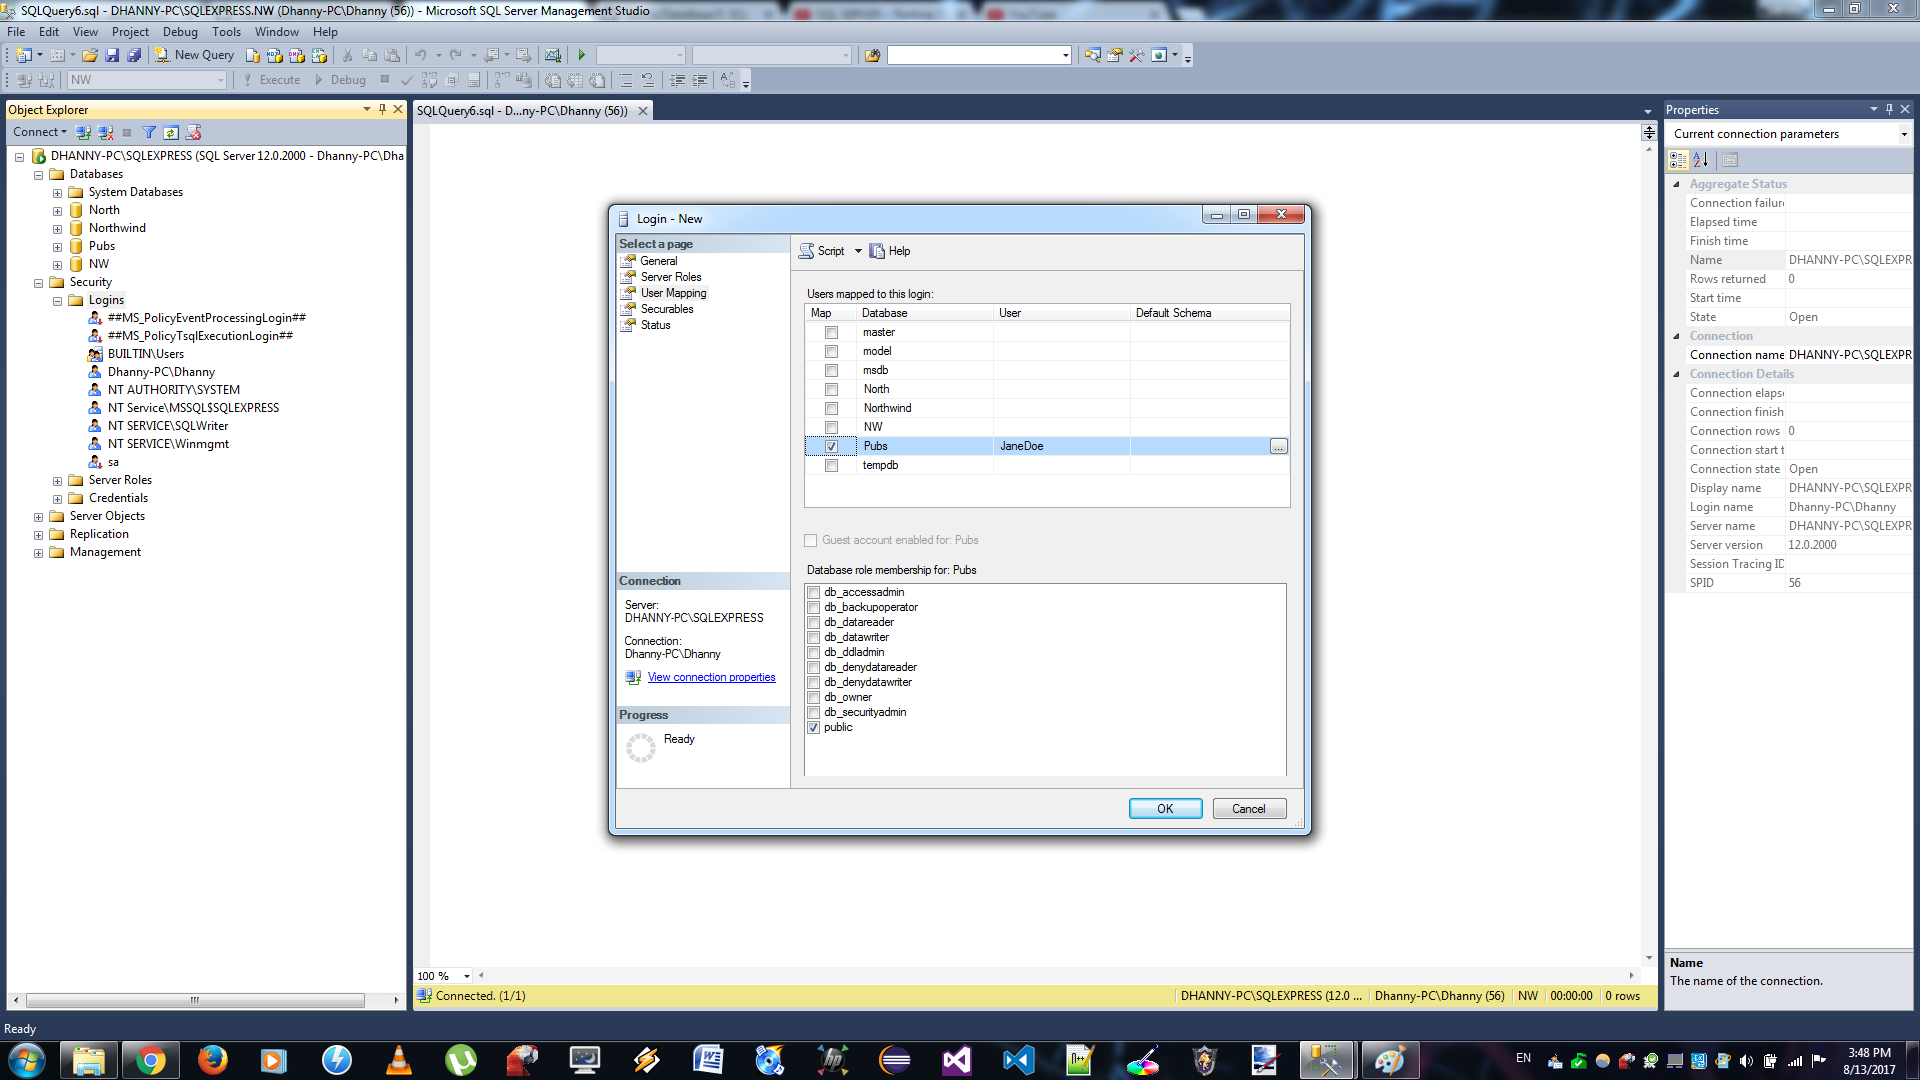 SQLQuery6.sql - DHANNY-PC\SQLEXPRESS.NW (Dhanny-PC\Dhanny (56)) - Microsoft SQL Server Management Studio
File Edit View Project Debug Tools Window Help
New Query
NW Execute Debug
Object Explorer
Connect
DHANNY-PC\SQLEXPRESS (SQL Server 12.0.2000 - Dhanny-PC\Dha
Databases
System Databases
North
Northwind
Pubs
NW
Security
Logins
##MS_PolicyEventProcessingLogin##
##MS_PolicyTsqlExecutionLogin##
BUILTIN\Users
Dhanny-PC\Dhanny
NT AUTHORITY\SYSTEM
NT Service\MSSQL$SQLEXPRESS
NT SERVICE\SQLWriter
NT SERVICE\Winmgmt
sa
Server Roles
Credentials
Server Objects
Replication
Management
SQLQuery6.sql - D...ny-PC\Dhanny (56))
Login - New
Select a page
General
Server Roles
User Mapping
Securables
Status
Connection
Server:
DHANNY-PC\SQLEXPRESS
Connection:
Dhanny-PC\Dhanny
View connection properties
Progress
Ready
Script Help
Users mapped to this login:
Map Database User Default Schema
master
model
msdb
North
Northwind
NW
Pubs JaneDoe ...
tempdb
Guest account enabled for: Pubs
Database role membership for: Pubs
db_accessadmin
db_backupoperator
db_datareader
db_datawriter
db_ddladmin
db_denydatareader
db_denydatawriter
db_owner
db_securityadmin
public
OK Cancel
100 %
Connected. (1/1) DHANNY-PC\SQLEXPRESS (12.0 ... Dhanny-PC\Dhanny (56) NW 00:00:00 0 rows
Properties
Current connection parameters
Aggregate Status
Connection failure
Elapsed time
Finish time
Name DHANNY-PC\SQLEXPR
Rows returned 0
Start time
State Open
Connection
Connection name DHANNY-PC\SQLEXPR
Connection Details
Connection elapse
Connection finish
Connection rows 0
Connection start t
Connection state Open
Display name DHANNY-PC\SQLEXPR
Login name Dhanny-PC\Dhanny
Server name DHANNY-PC\SQLEXPR
Server version 12.0.2000
Session Tracing ID
SPID 56
Name
The name of the connection.
Ready
EN
3:48 PM
8/13/2017